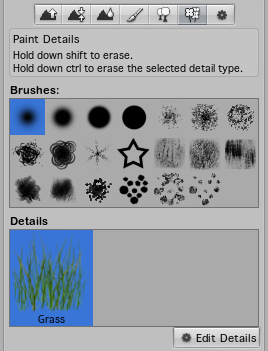 Paint Details
Hold down shift to erase.
Hold down ctrl to erase the selected detail type.
Brushes:
Details
Grass
Edit Details